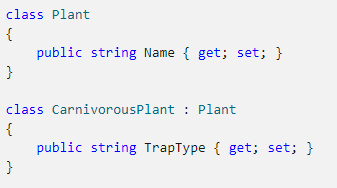 class Plant
{
    public string Name { get; set; }
}

class CarnivorousPlant : Plant
{
    public string TrapType { get; set; }
}